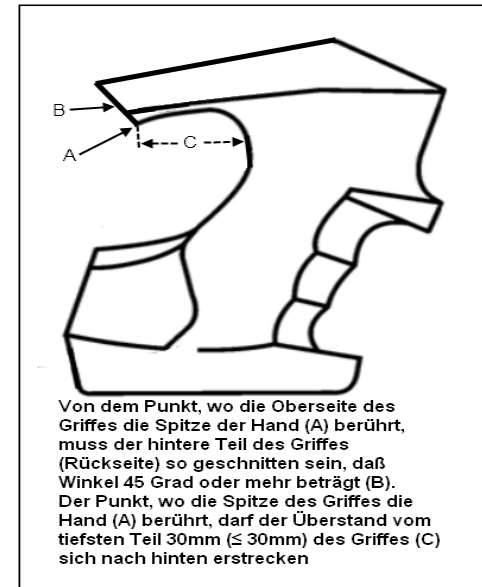 B
A
C
Von dem Punkt, wo die Oberseite des
Griffes die Spitze der Hand (A) berührt,
muss der hintere Teil des Griffes
(Rückseite) so geschnitten sein, daß
Winkel 45 Grad oder mehr beträgt (B).
Der Punkt, wo die Spitze des Griffes die
Hand (A) berührt, darf der Überstand vom
tiefsten Teil 30mm (≤ 30mm) des Griffes (C)
sich nach hinten erstrecken